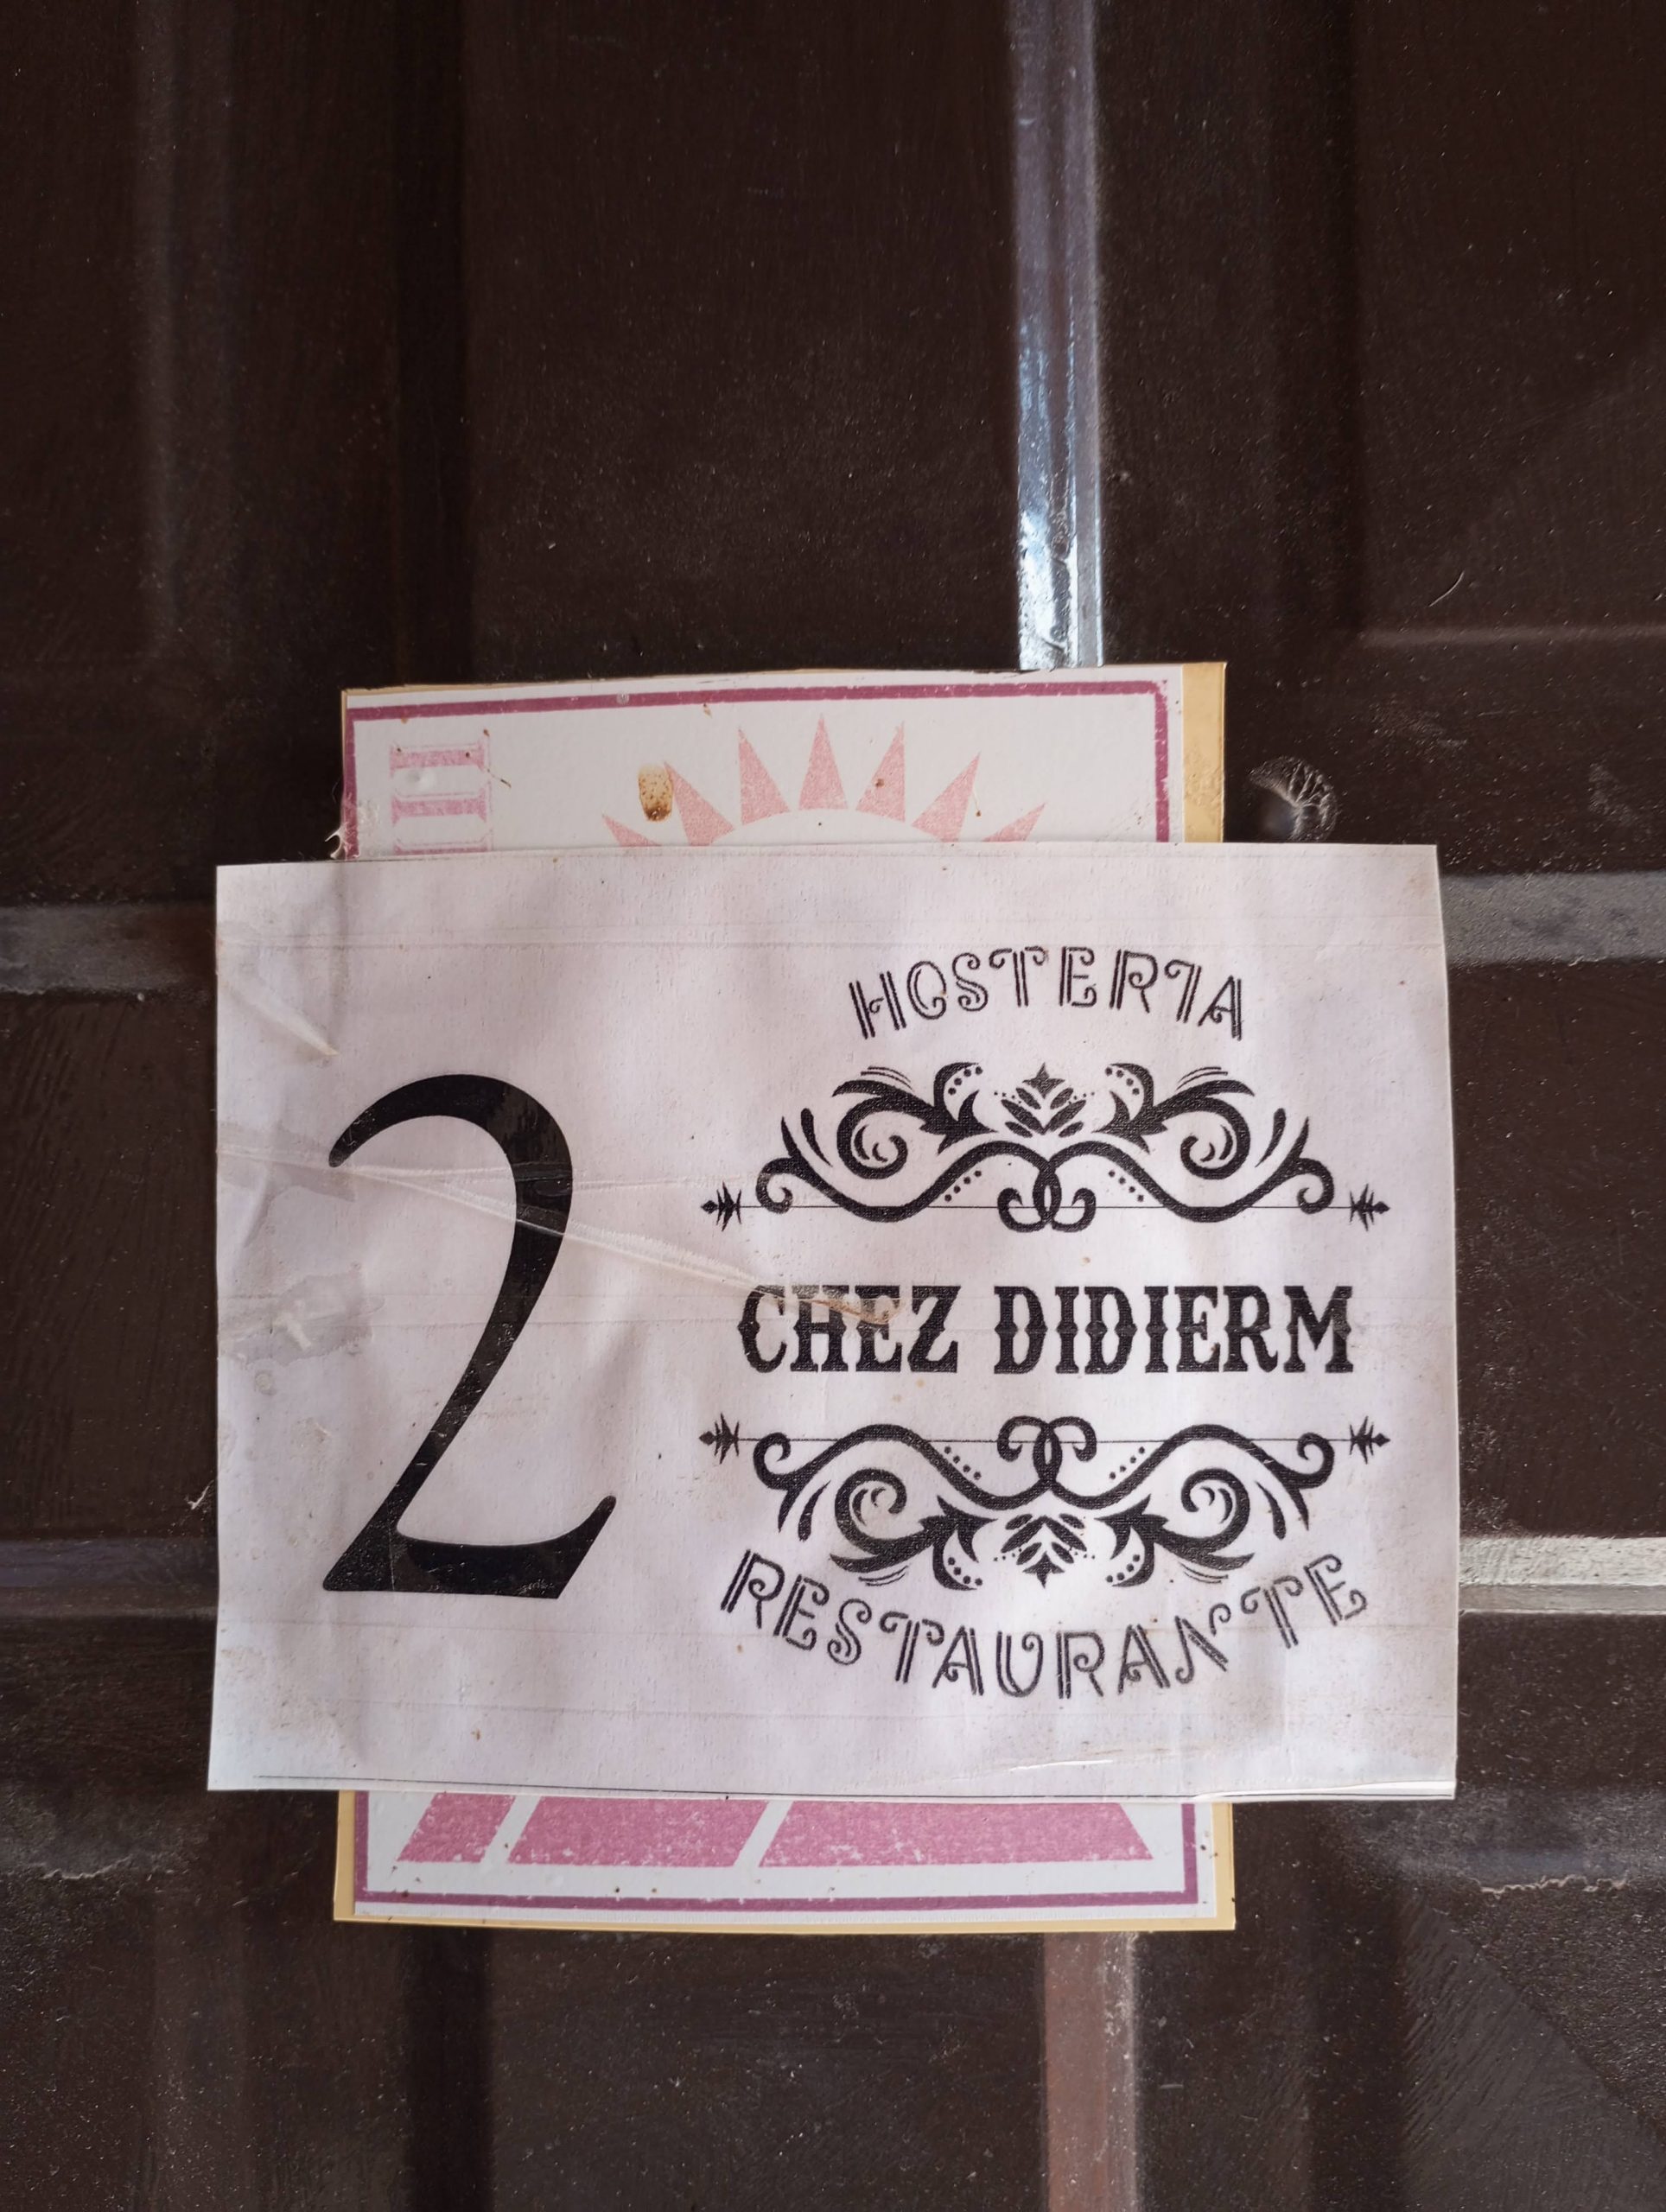 2
HOSTERIA
CHEZ DIDIERM
RESTAURANTE